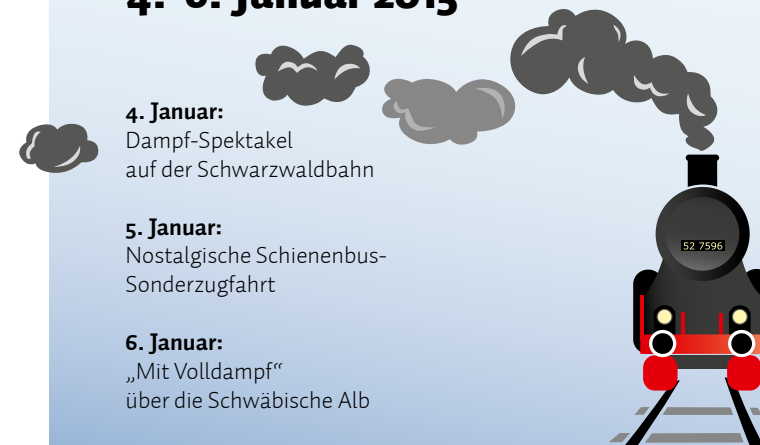 4.-6. Januar 2015
4. Januar:
Dampf-Spektakel
auf der Schwarzwaldbahn
5. Januar:
Nostalgische Schienenbus-
Sonderzugfahrt
6. Januar:
„Mit Volldampf“
über die Schwäbische Alb
52 7596